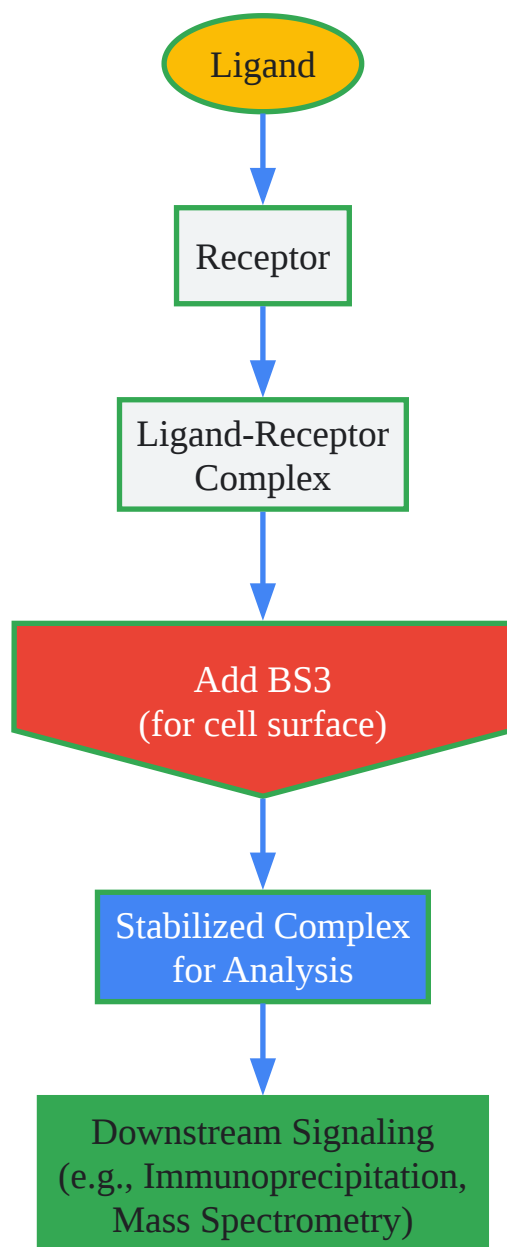 Ligand
Receptor
Ligand-Receptor
Complex
Add BS3
(for cell surface)
Stabilized Complex
for Analysis
Downstream Signaling
(e.g., Immunoprecipitation,
Mass Spectrometry)